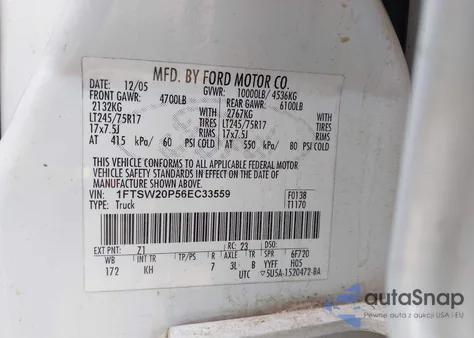 MFD. BY FORD MOTOR CO.
DATE: 12/05 GVWR: 10000LB/ 4536KG
FRONT GAWR: 4700LB REAR GAWR: 6100LB
2132KG WITH 2767KG WITH
LT245/75R17 TIRES LT245/75R17 TIRES
17x7.5J RIMS 17x7.5J RIMS
AT 415 kPa/ 60 PSI COLD AT 550 kPa/ 80 PSI COLD
THIS VEHICLE CONFORMS TO ALL APPLICABLE FEDERAL MOTOR
VEHICLE SAFETY STANDARDS IN EFFECT ON THE DATE OF
MANUFACTURE SHOWN ABOVE.
VIN: 1FTSW20P56EC33559 F0138
TYPE: Truck T1170
EXT PNT: Z1 RC: 23 DSO:
WB INT TR TP/PS R AXLE TR SPR 6F720
172 KH 7 3L B YYFF H05
UTC 5U5A-1520472-BA
autaSnap
Pewne auto z USA